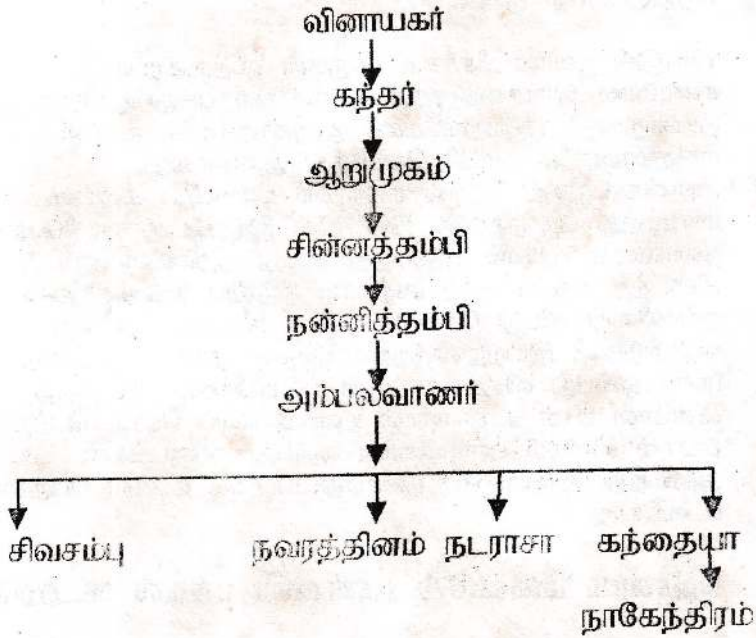 வினாயகர்
கந்தர்
ஆறுமுகம்
சின்னத்தம்பி
நன்னித்தம்பி
அம்பலவாணர்
சிவசம்பு நவரத்தினம் நடராசா கந்தையா
நாகேந்திரம்